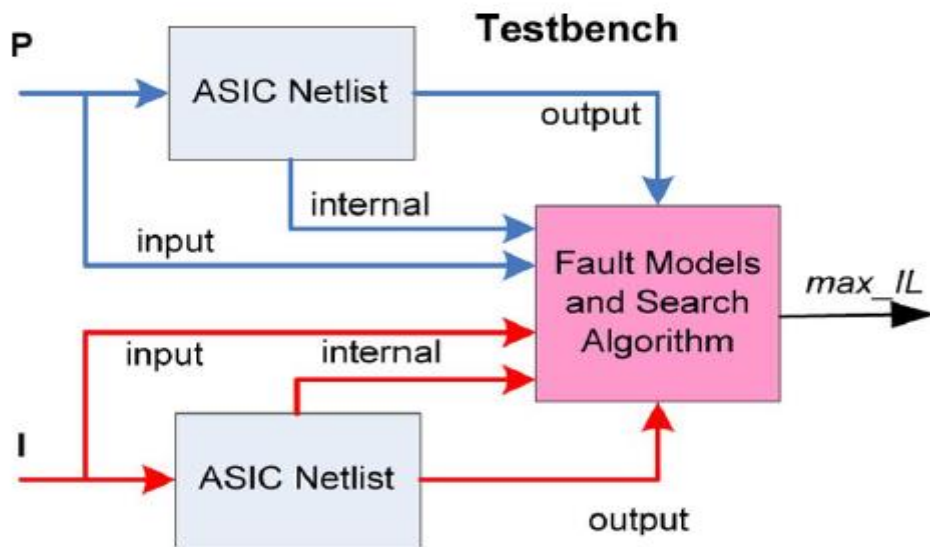 Testbench
P
ASIC Netlist
output
internal
input
Fault Models
and Search
Algorithm
max_IL
input
internal
I
ASIC Netlist
output